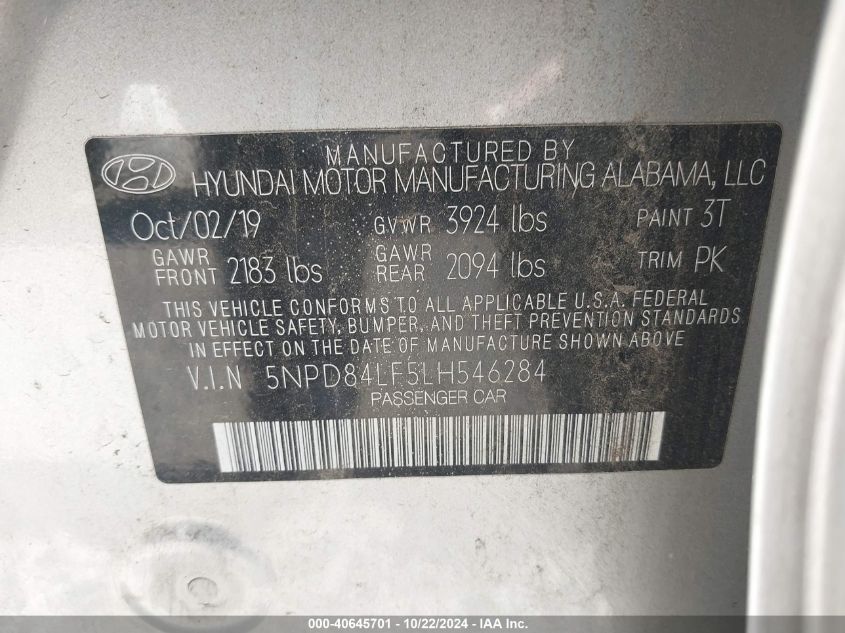 MANUFACTURED BY
HYUNDAI MOTOR MANUFACTURING ALABAMA, LLC
Oct/02/19 GVWR 3924 lbs PAINT 3T
GAWR FRONT 2183 lbs GAWR REAR 2094 lbs TRIM PK
THIS VEHICLE CONFORMS TO ALL APPLICABLE U.S.A. FEDERAL
MOTOR VEHICLE SAFETY, BUMPER, AND THEFT PREVENTION STANDARDS
IN EFFECT ON THE DATE OF MANUFACTURE SHOWN ABOVE.
V.I.N 5NPD84LF5LH546284
PASSENGER CAR
000-40645701 - 10/22/2024 - IAA Inc.